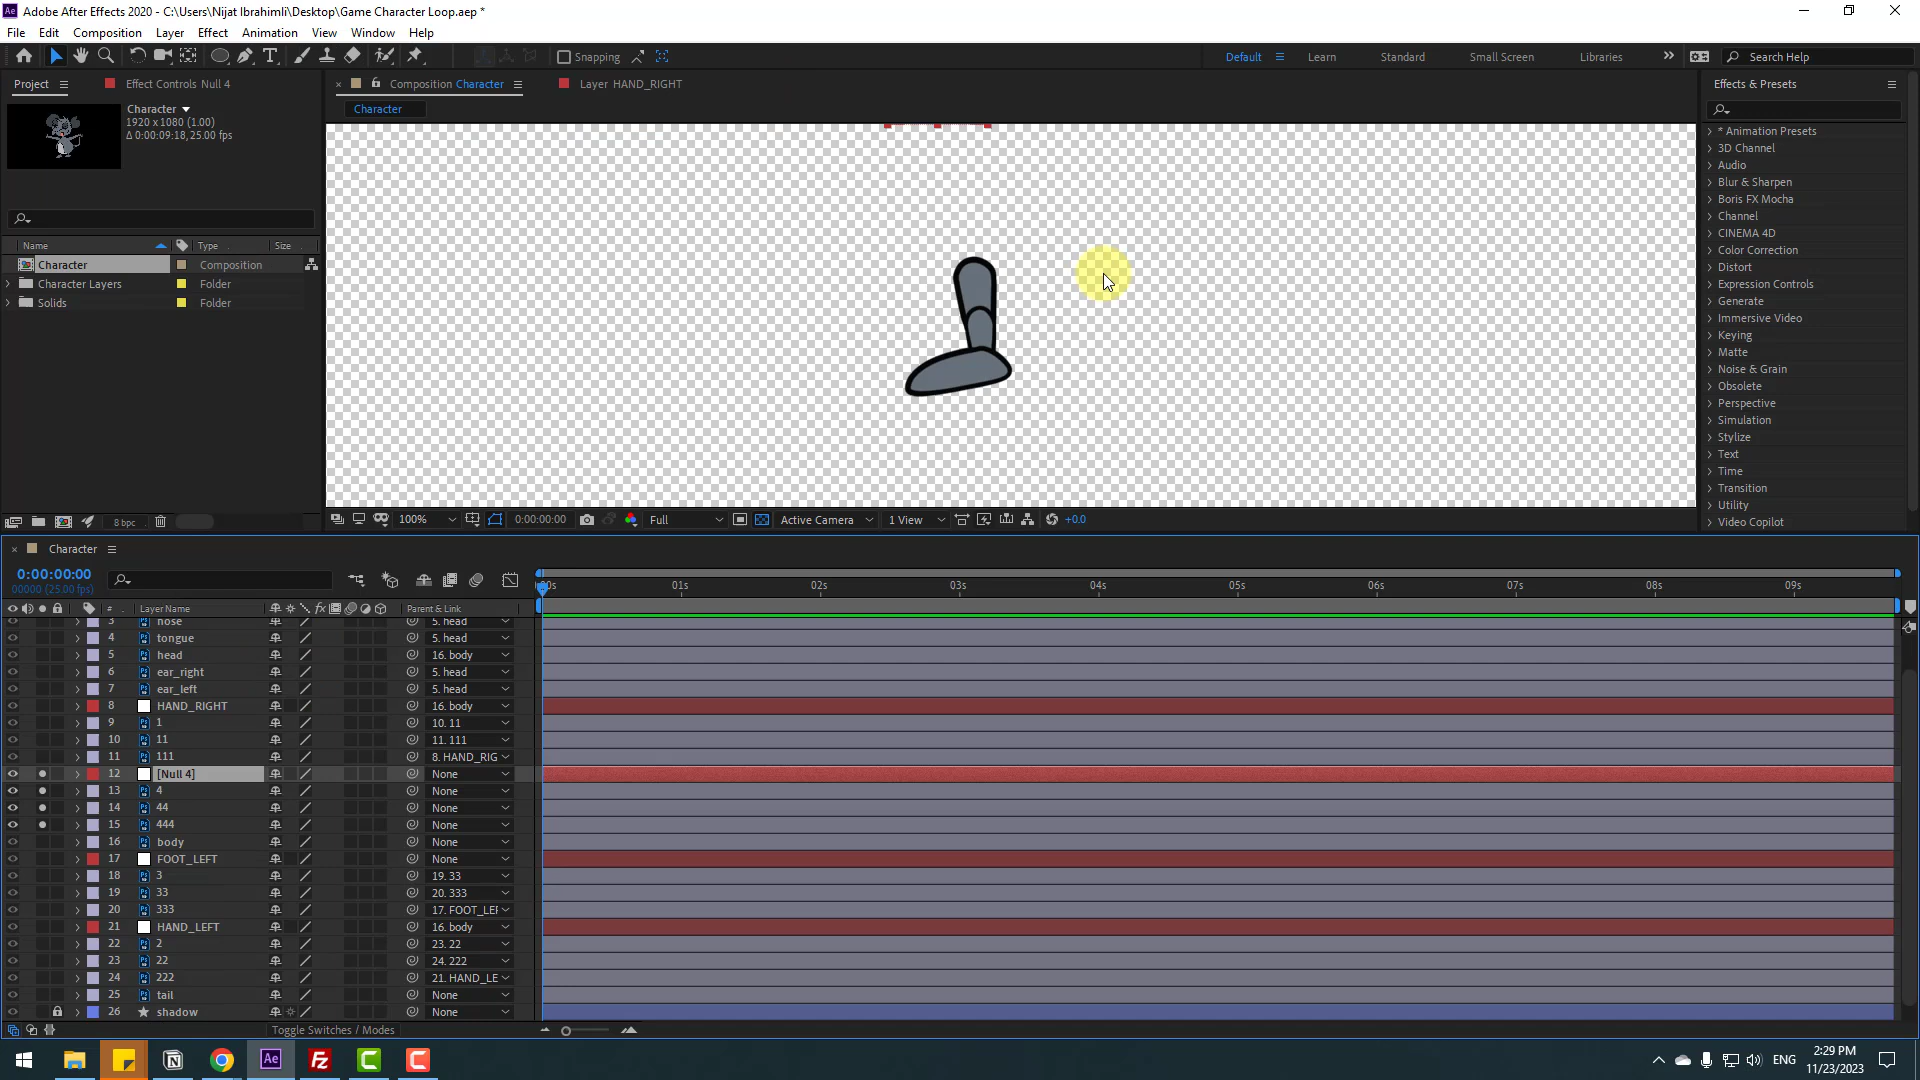 Adobe After Effects 2020 - C:\Users\Nijat Ibrahimli\Desktop\Game Character Loop.aep *
File Edit Composition Layer Effect Animation View Window Help
Snapping Default Learn Standard Small Screen Libraries Search Help
Project Effect Controls Null 4 Composition Character Layer HAND_RIGHT Effects & Presets
Character
1920 x 1080 (1.00)
Δ 0:00:09:18, 25.00 fps
Character
Name Type Size
Character Composition
Character Layers Folder
Solids Folder
* Animation Presets
3D Channel
Audio
Blur & Sharpen
Boris FX Mocha
Channel
CINEMA 4D
Color Correction
Distort
Expression Controls
Generate
Immersive Video
Keying
Matte
Noise & Grain
Obsolete
Perspective
Simulation
Stylize
Text
Time
Transition
Utility
Video Copilot
8 bpc
100% 0:00:00:00 Full Active Camera 1 View +0.0
Character
0:00:00:00
00000 (25.00 fps)
00s 01s 02s 03s 04s 05s 06s 07s 08s 09s
# Layer Name fx Parent & Link
3 nose 5. head
4 tongue 5. head
5 head 16. body
6 ear_right 5. head
7 ear_left 5. head
8 HAND_RIGHT 16. body
9 1 10. 11
10 11 11. 111
11 111 8. HAND_RIG
12 [Null 4] None
13 4 None
14 44 None
15 444 None
16 body None
17 FOOT_LEFT None
18 3 19. 33
19 33 20. 333
20 333 17. FOOT_LEF
21 HAND_LEFT 16. body
22 2 23. 22
23 22 24. 222
24 222 21. HAND_LE
25 tail None
26 shadow None
Toggle Switches / Modes
Ae
ENG
2:29 PM
11/23/2023